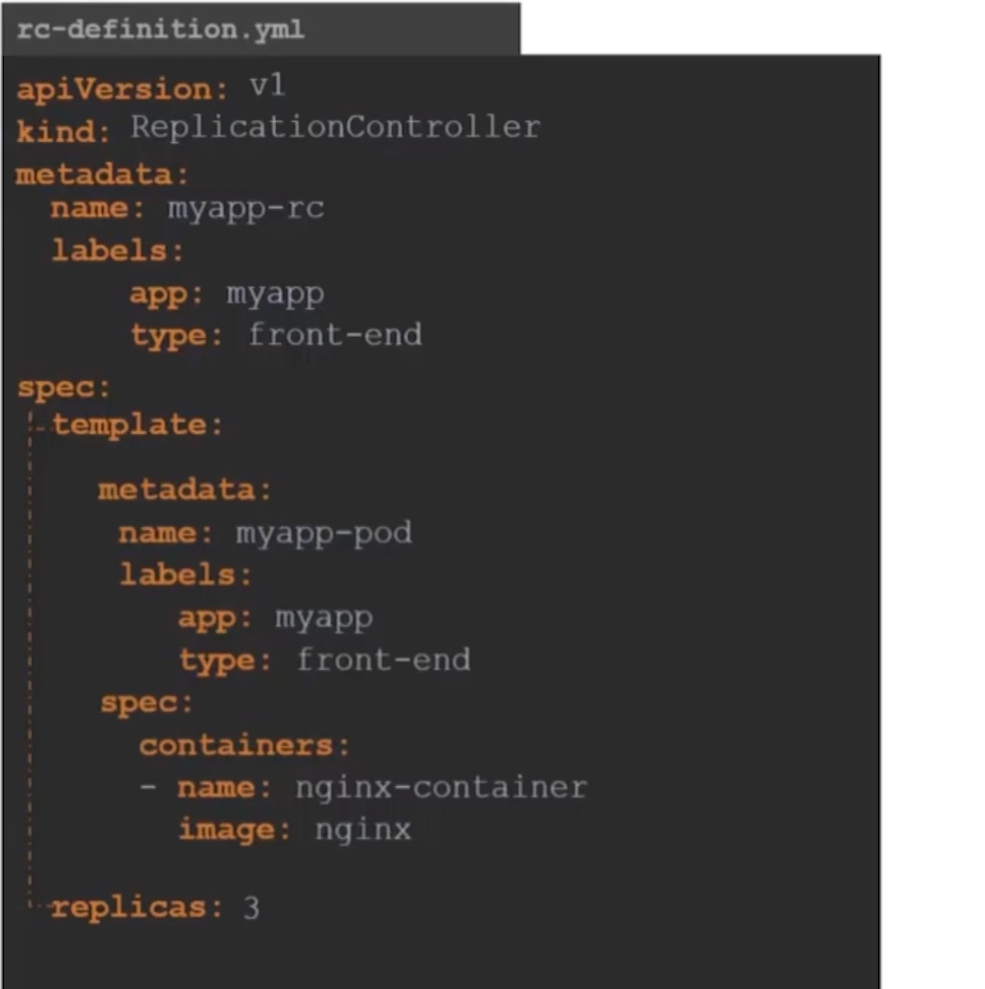 rc-definition.yml
apiVersion: v1
kind: ReplicationController
metadata:
  name: myapp-rc
  labels:
      app: myapp
      type: front-end
spec:
  template:
    metadata:
     name: myapp-pod
     labels:
        app: myapp
        type: front-end
    spec:
      containers:
      - name: nginx-container
        image: nginx
  replicas: 3